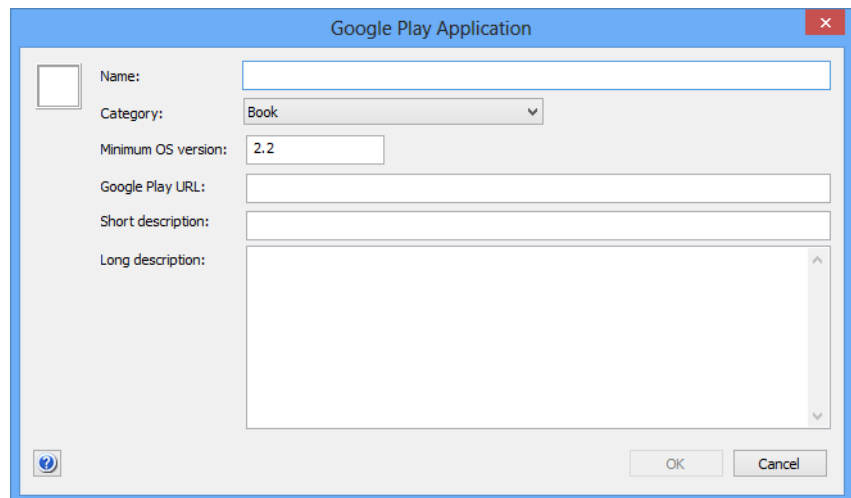 Google Play Application
Name:
Category: Book
Minimum OS version: 2.2
Google Play URL:
Short description:
Long description:
OK Cancel